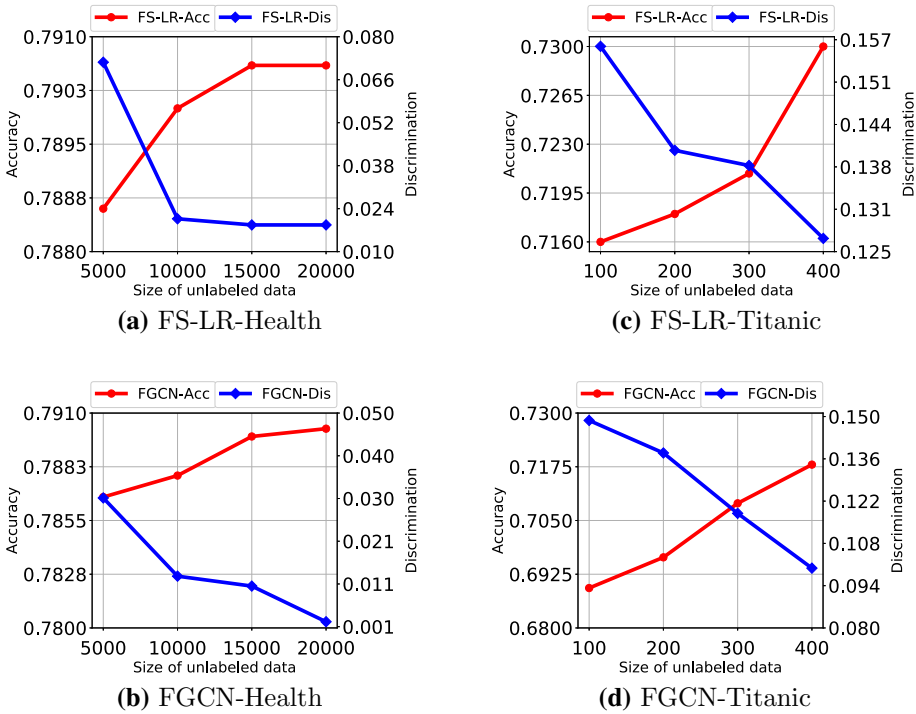 FS-LR-Acc FS-LR-Dis
0.7910 0.080
0.7903 0.066
0.052
0.7895 0.038
0.7888 0.024
0.7880 0.010
Accuracy
Discrimination
5000 10000 15000 20000
Size of unlabeled data
(a) FS-LR-Health
FS-LR-Acc FS-LR-Dis
0.7300 0.157
0.7265 0.151
0.7230 0.144
0.138
0.7195 0.131
0.7160 0.125
Accuracy
Discrimination
100 200 300 400
Size of unlabeled data
(c) FS-LR-Titanic
FGCN-Acc FGCN-Dis
0.7910 0.050
0.7883 0.040
0.7855 0.030
0.021
0.7828 0.011
0.7800 0.001
Accuracy
Discrimination
5000 10000 15000 20000
Size of unlabeled data
(b) FGCN-Health
FGCN-Acc FGCN-Dis
0.7300 0.150
0.7175 0.136
0.7050 0.122
0.108
0.6925 0.094
0.6800 0.080
Accuracy
Discrimination
100 200 300 400
Size of unlabeled data
(d) FGCN-Titanic